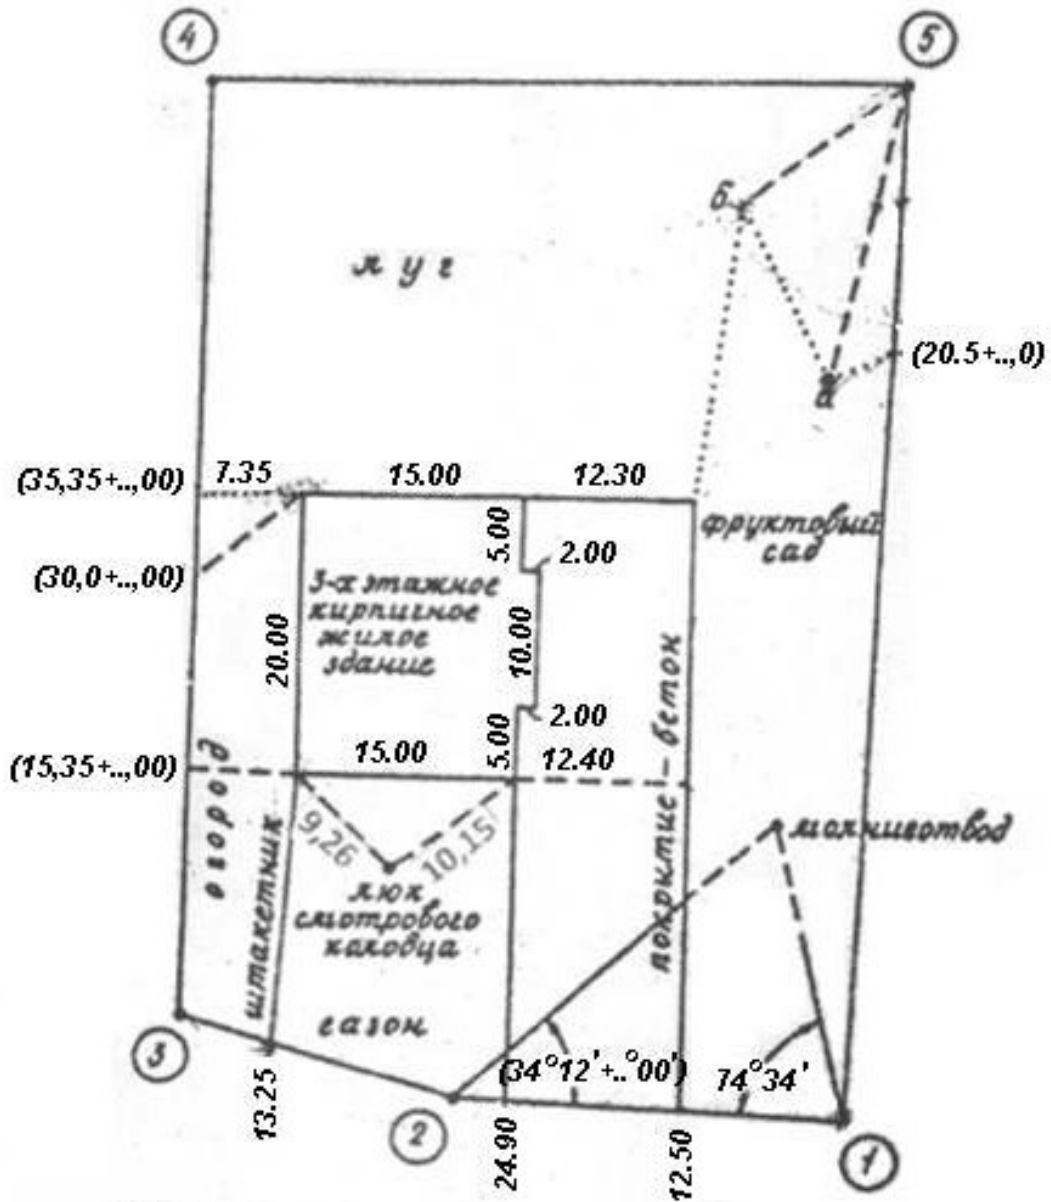 4
5
б
луг
(20.5+..,0)
а
(35,35+..,00)
7.35
15.00
12.30
5.00
2.00
фруктовый
сад
(30,0+..,00)
3-х этажное
кирпичное
жилое
здание
20.00
10.00
2.00
5.00
(15,35+..,00)
15.00
12.40
покрытие - бетон
огород
штакетник
9,26
10,15
молниеотвод
люк
смотрового
колодца
газон
3
(34°12'+..°00')
74°34'
13.25
2
24.90
12.50
1